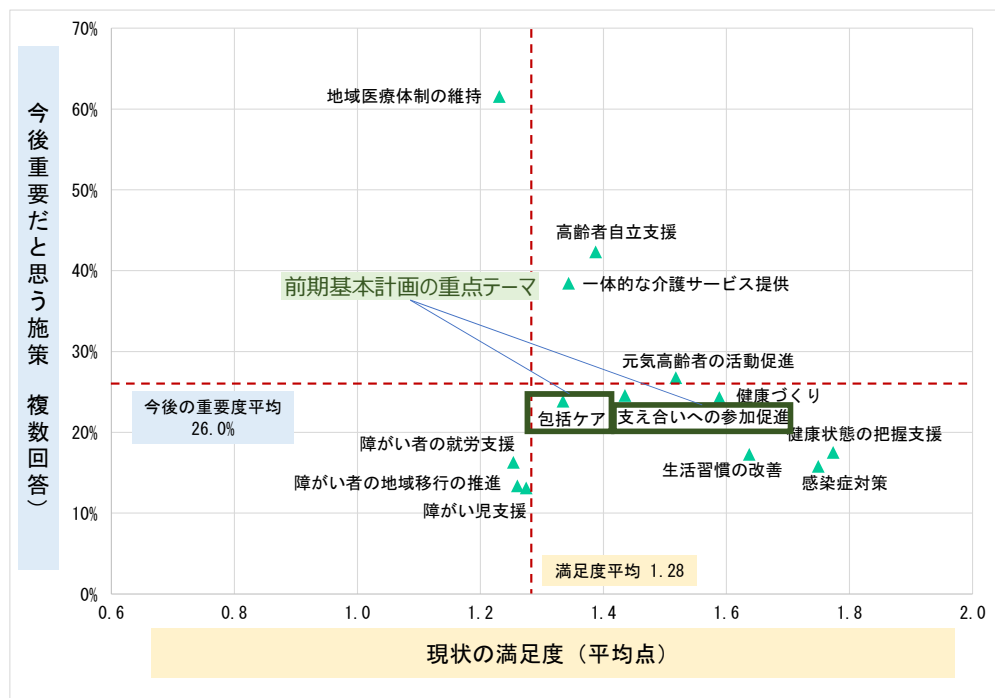 70%
60%
50%
40%
30%
20%
10%
0%
今後重要だと思う施策 複数回答）
地域医療体制の維持
高齢者自立支援
一体的な介護サービス提供
前期基本計画の重点テーマ
元気高齢者の活動促進
健康づくり
今後の重要度平均
26.0%
包括ケア
支え合いへの参加促進
健康状態の把握支援
障がい者の就労支援
生活習慣の改善
感染症対策
障がい者の地域移行の推進
障がい児支援
満足度平均 1.28
0.6
0.8
1.0
1.2
1.4
1.6
1.8
2.0
現状の満足度（平均点）